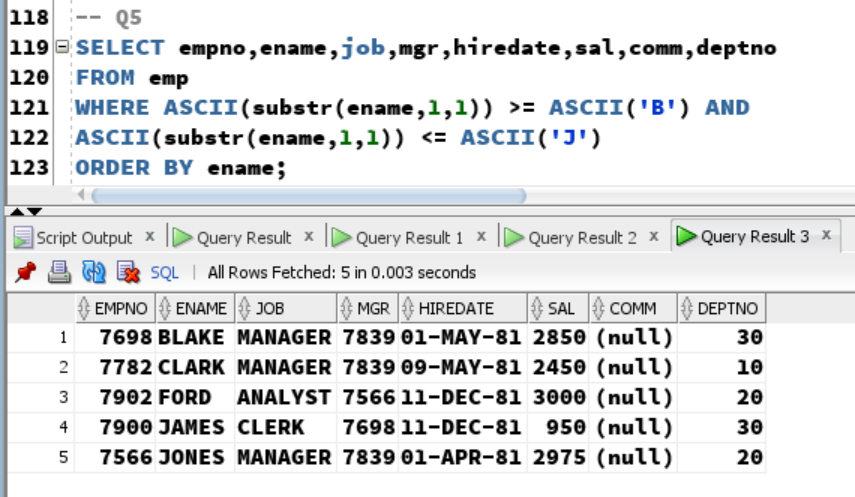 118 -- Q5
119 SELECT empno,ename,job,mgr,hiredate,sal,comm,deptno
120 FROM emp
121 WHERE ASCII(substr(ename,1,1)) >= ASCII('B') AND
122 ASCII(substr(ename,1,1)) <= ASCII('J')
123 ORDER BY ename;
Script Output x Query Result x Query Result 1 x Query Result 2 x Query Result 3 x
SQL | All Rows Fetched: 5 in 0.003 seconds
EMPNO ENAME JOB MGR HIREDATE SAL COMM DEPTNO
1 7698 BLAKE MANAGER 7839 01-MAY-81 2850 (null) 30
2 7782 CLARK MANAGER 7839 09-MAY-81 2450 (null) 10
3 7902 FORD ANALYST 7566 11-DEC-81 3000 (null) 20
4 7900 JAMES CLERK 7698 11-DEC-81 950 (null) 30
5 7566 JONES MANAGER 7839 01-APR-81 2975 (null) 20